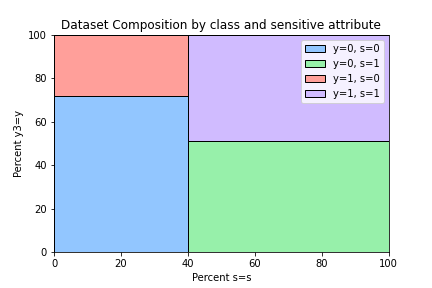 Dataset Composition by class and sensitive attribute
100
80
60
40
20
0
Percent y3=y
y=0, s=0
y=0, s=1
y=1, s=0
y=1, s=1
0 20 40 60 80 100
Percent s=s